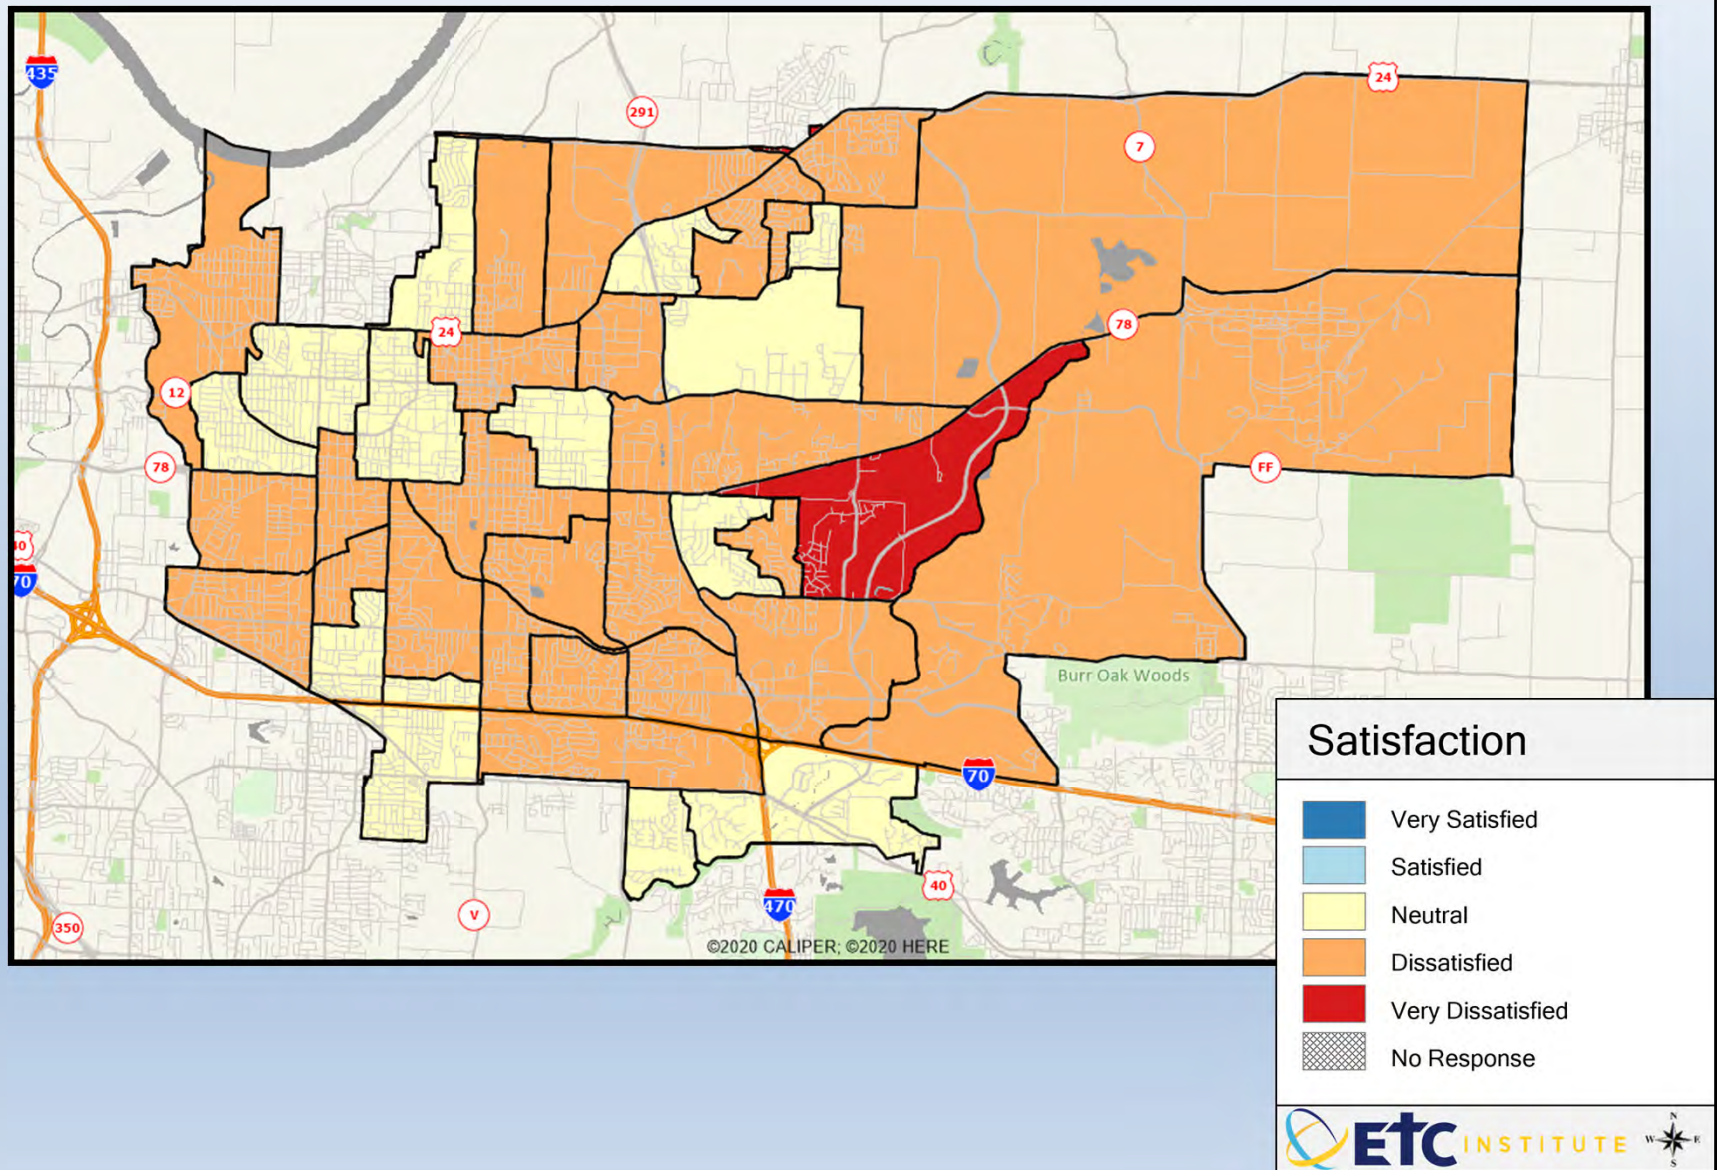 435
291
24
7
24
78
12
78
FF
40
70
Burr Oak Woods
70
40
470
V
350
©2020 CALIPER; ©2020 HERE
Satisfaction
Very Satisfied
Satisfied
Neutral
Dissatisfied
Very Dissatisfied
No Response
ETC INSTITUTE
N
W E
S